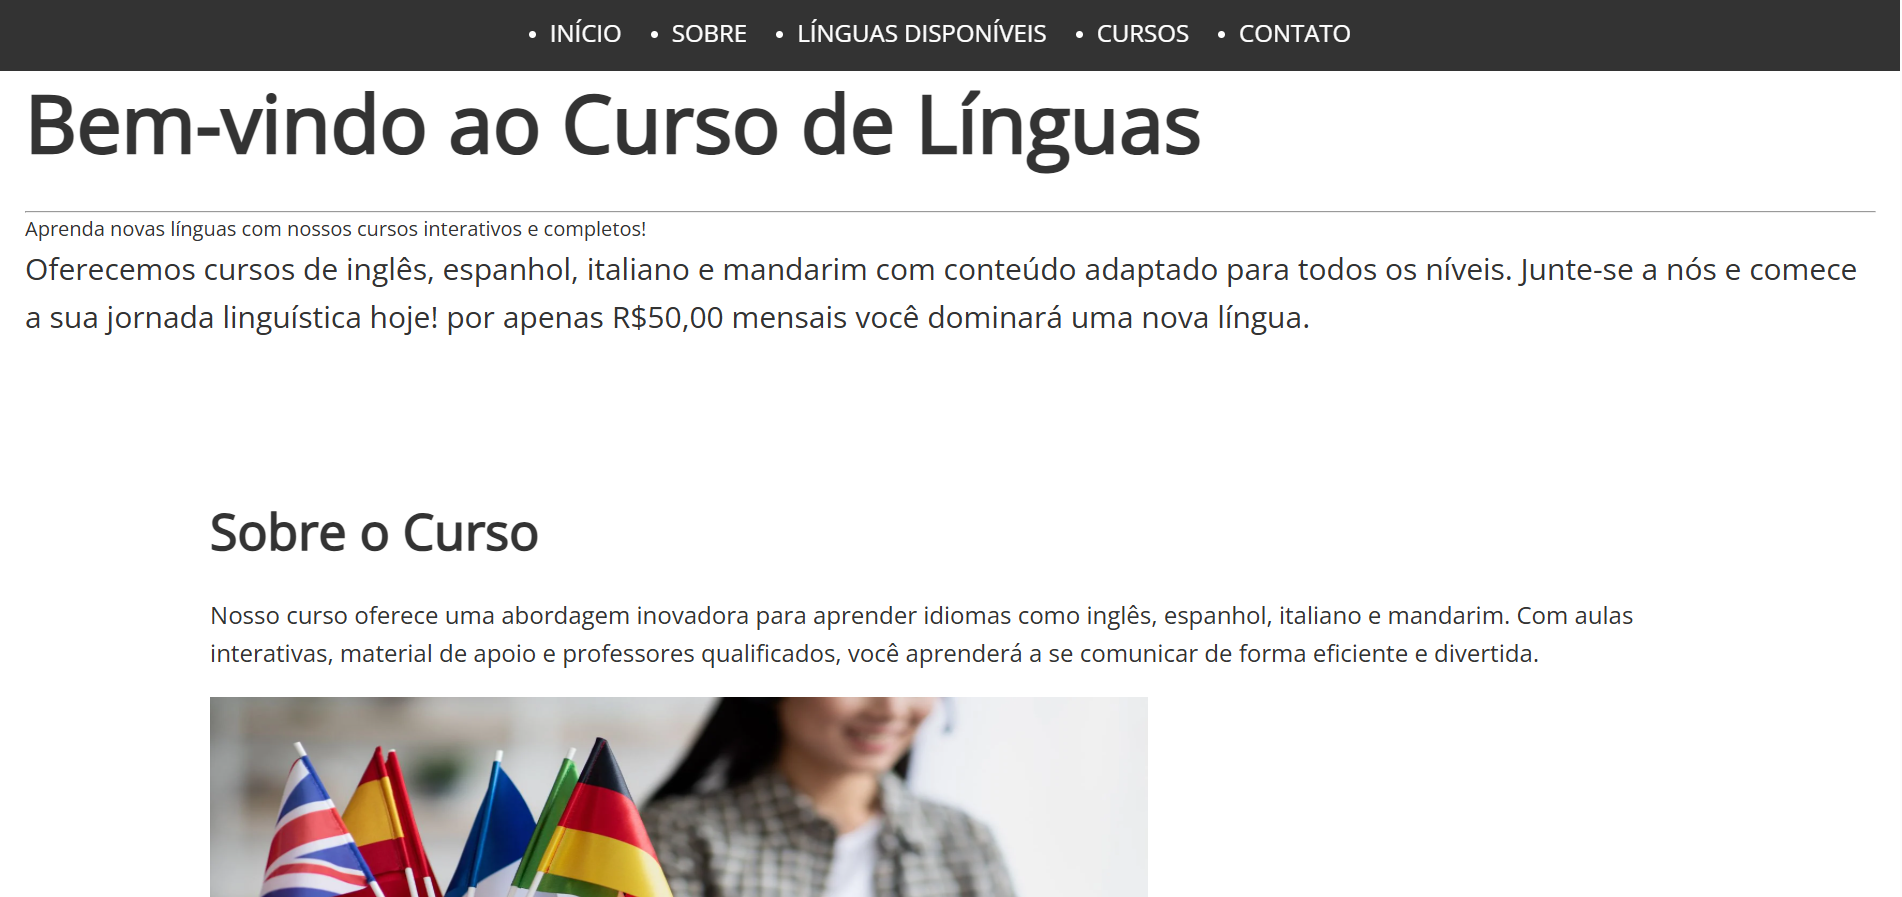 • INÍCIO • SOBRE • LÍNGUAS DISPONÍVEIS • CURSOS • CONTATO
Bem-vindo ao Curso de Línguas
Aprenda novas línguas com nossos cursos interativos e completos!
Oferecemos cursos de inglês, espanhol, italiano e mandarim com conteúdo adaptado para todos os níveis. Junte-se a nós e comece
a sua jornada linguística hoje! por apenas R$50,00 mensais você dominará uma nova língua.
Sobre o Curso
Nosso curso oferece uma abordagem inovadora para aprender idiomas como inglês, espanhol, italiano e mandarim. Com aulas
interativas, material de apoio e professores qualificados, você aprenderá a se comunicar de forma eficiente e divertida.